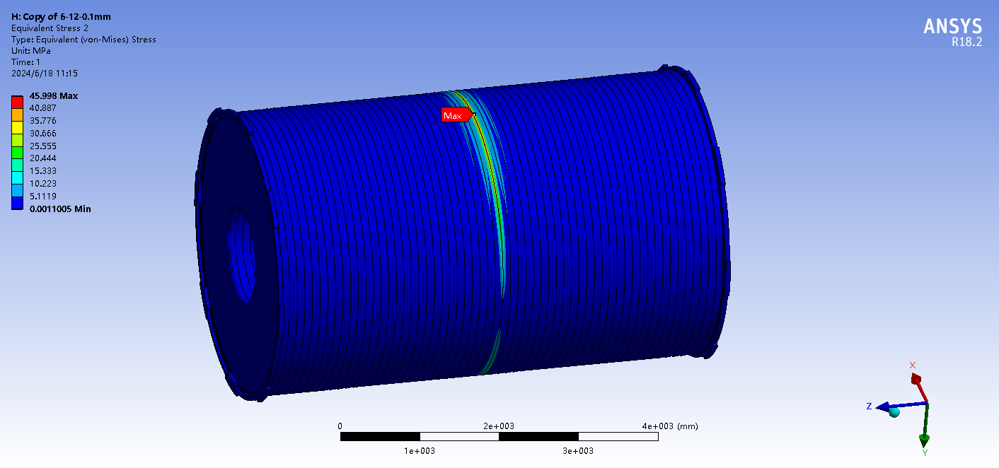 H: Copy of 6-12-0.1mm
Equivalent Stress 2
Type: Equivalent (von-Mises) Stress
Unit: MPa
Time: 1
2024/6/18 11:15
ANSYS
R18.2
45.998 Max
40.887
35.776
30.666
25.555
20.444
15.333
10.223
5.1119
0.0011005 Min
Max
0 2e+003 4e+003 (mm)
1e+003 3e+003
X
Z
Y